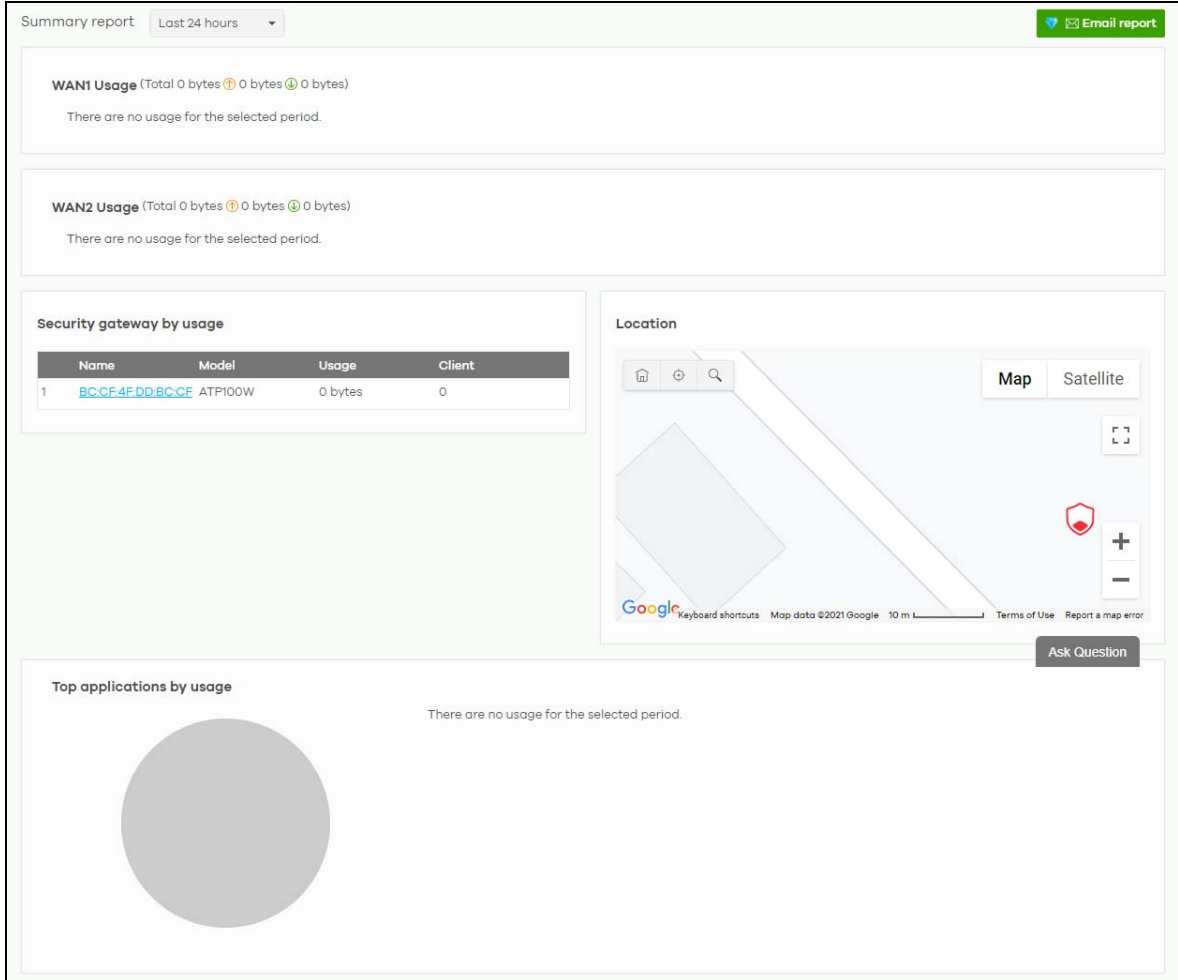 Summary report Last 24 hours Email report
WAN1 Usage (Total 0 bytes 0 bytes 0 bytes)
There are no usage for the selected period.
WAN2 Usage (Total 0 bytes 0 bytes 0 bytes)
There are no usage for the selected period.
Security gateway by usage
Name Model Usage Client
1 BC:CF:4F:DD:BC:CF ATP100W 0 bytes 0
Location
Map Satellite
Google Keyboard shortcuts Map data ©2021 Google 10 m Terms of Use Report a map error
Ask Question
Top applications by usage
There are no usage for the selected period.